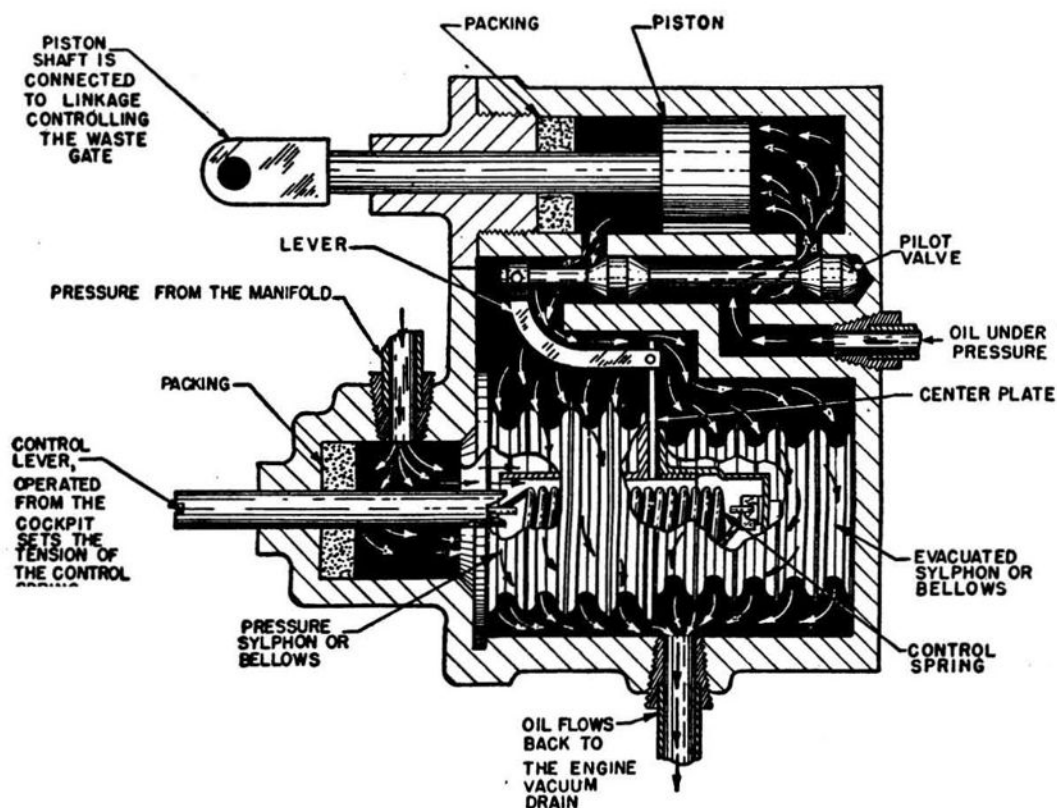 PACKING
PISTON
PISTON
SHAFT IS
CONNECTED
TO LINKAGE
CONTROLLING
THE WASTE
GATE
LEVER
PILOT
VALVE
PRESSURE FROM THE MANIFOLD
OIL UNDER
PRESSURE
PACKING
CENTER PLATE
CONTROL
LEVER,
OPERATED
FROM THE
COCKPIT
SETS THE
TENSION OF
THE CONTROL
EVACUATED
SYLPHON OR
BELLOWS
PRESSURE
SYLPHON OR
BELLOWS
CONTROL
SPRING
OIL FLOWS
BACK TO
THE ENGINE
VACUUM
DRAIN